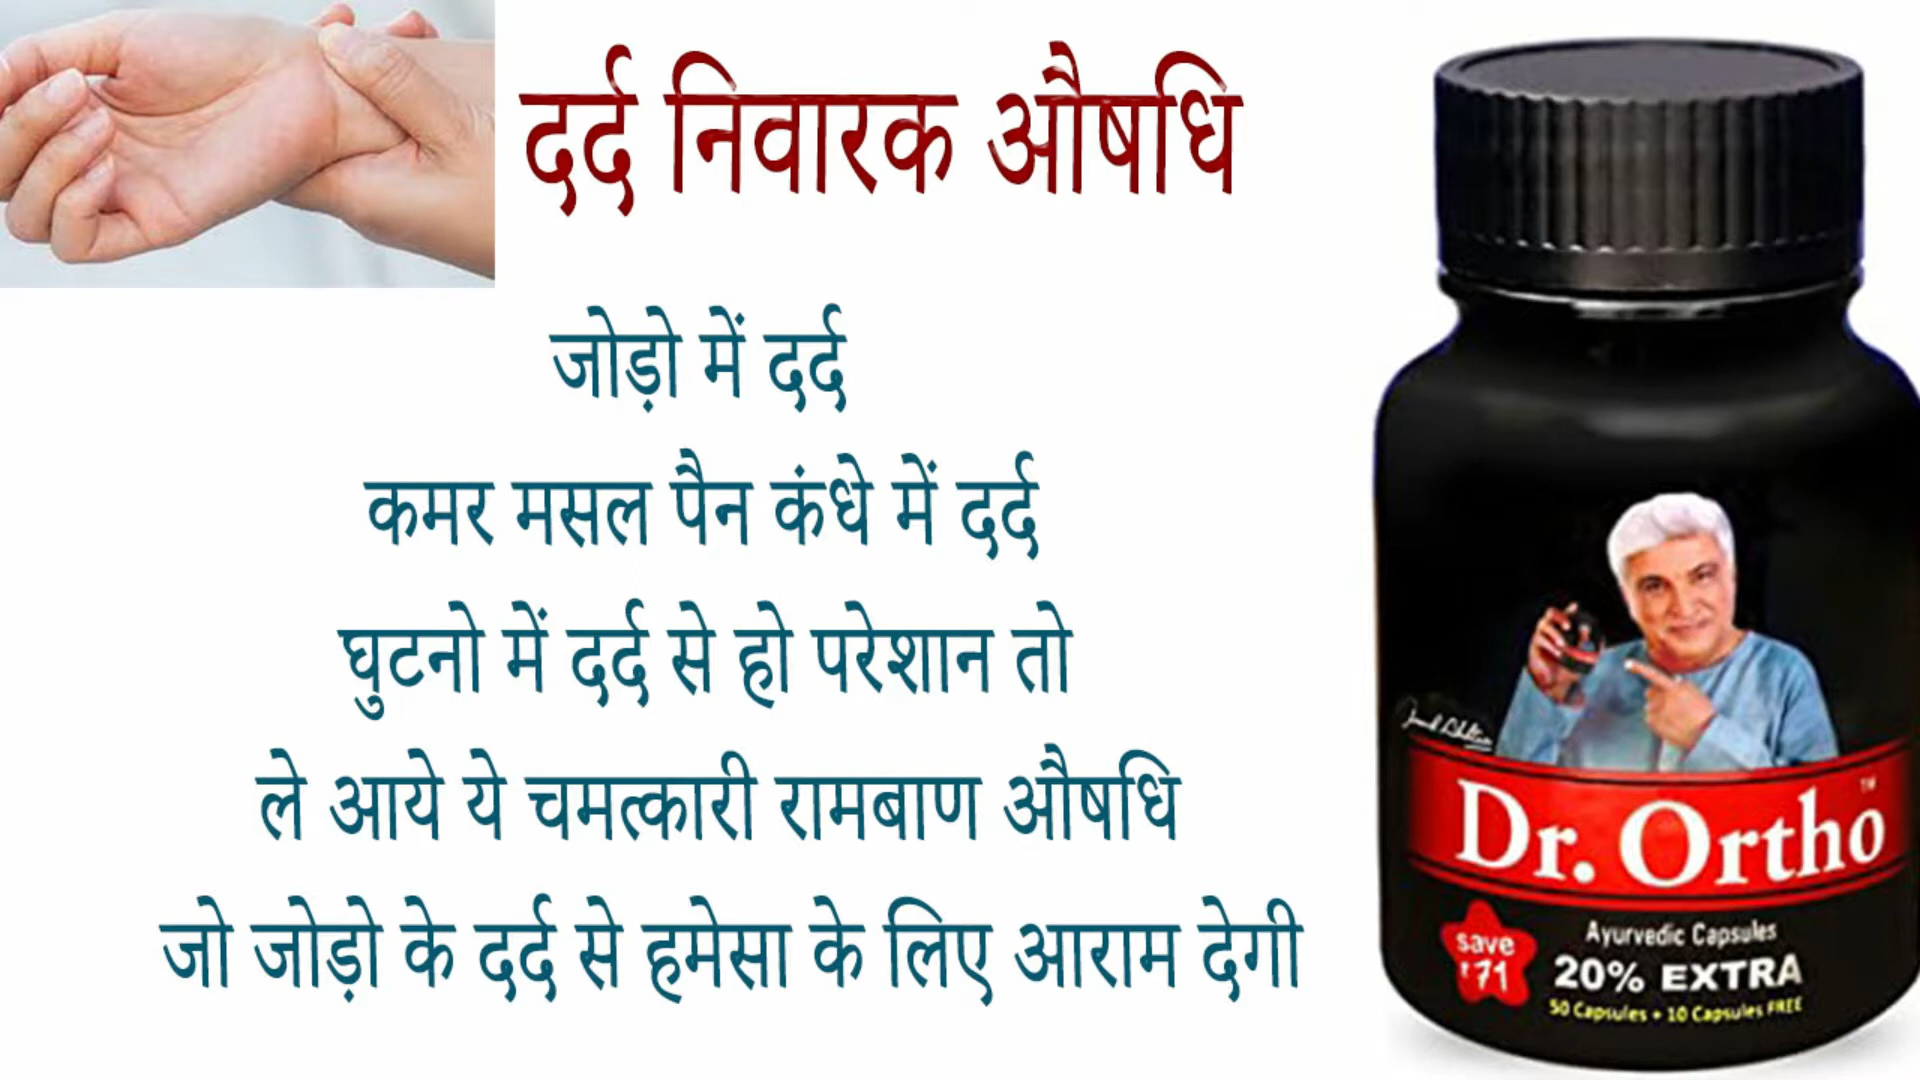 दर्द निवारक औषधि
जोड़ो में दर्द
कमर मसल पैन कंधे में दर्द
घुटनो में दर्द से हो परेशान तो
ले आये ये चमत्कारी रामबाण औषधि
जो जोड़ो के दर्द से हमेसा के लिए आराम देगी
Dr. Ortho
TM
Ayurvedic Capsules
save
₹71
20% EXTRA
50 Capsules + 10 Capsules FREE